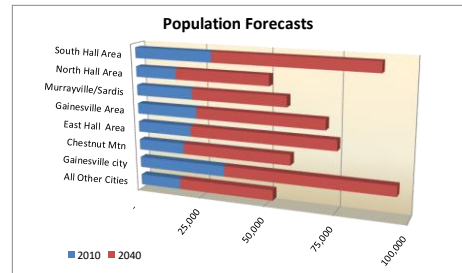 Population Forecasts
South Hall Area
North Hall Area
Murrayville/Sardis
Gainesville Area
East Hall Area
Chestnut Mtn
Gainesville city
All Other Cities
-
25,000
50,000
75,000
100,000
2010 2040